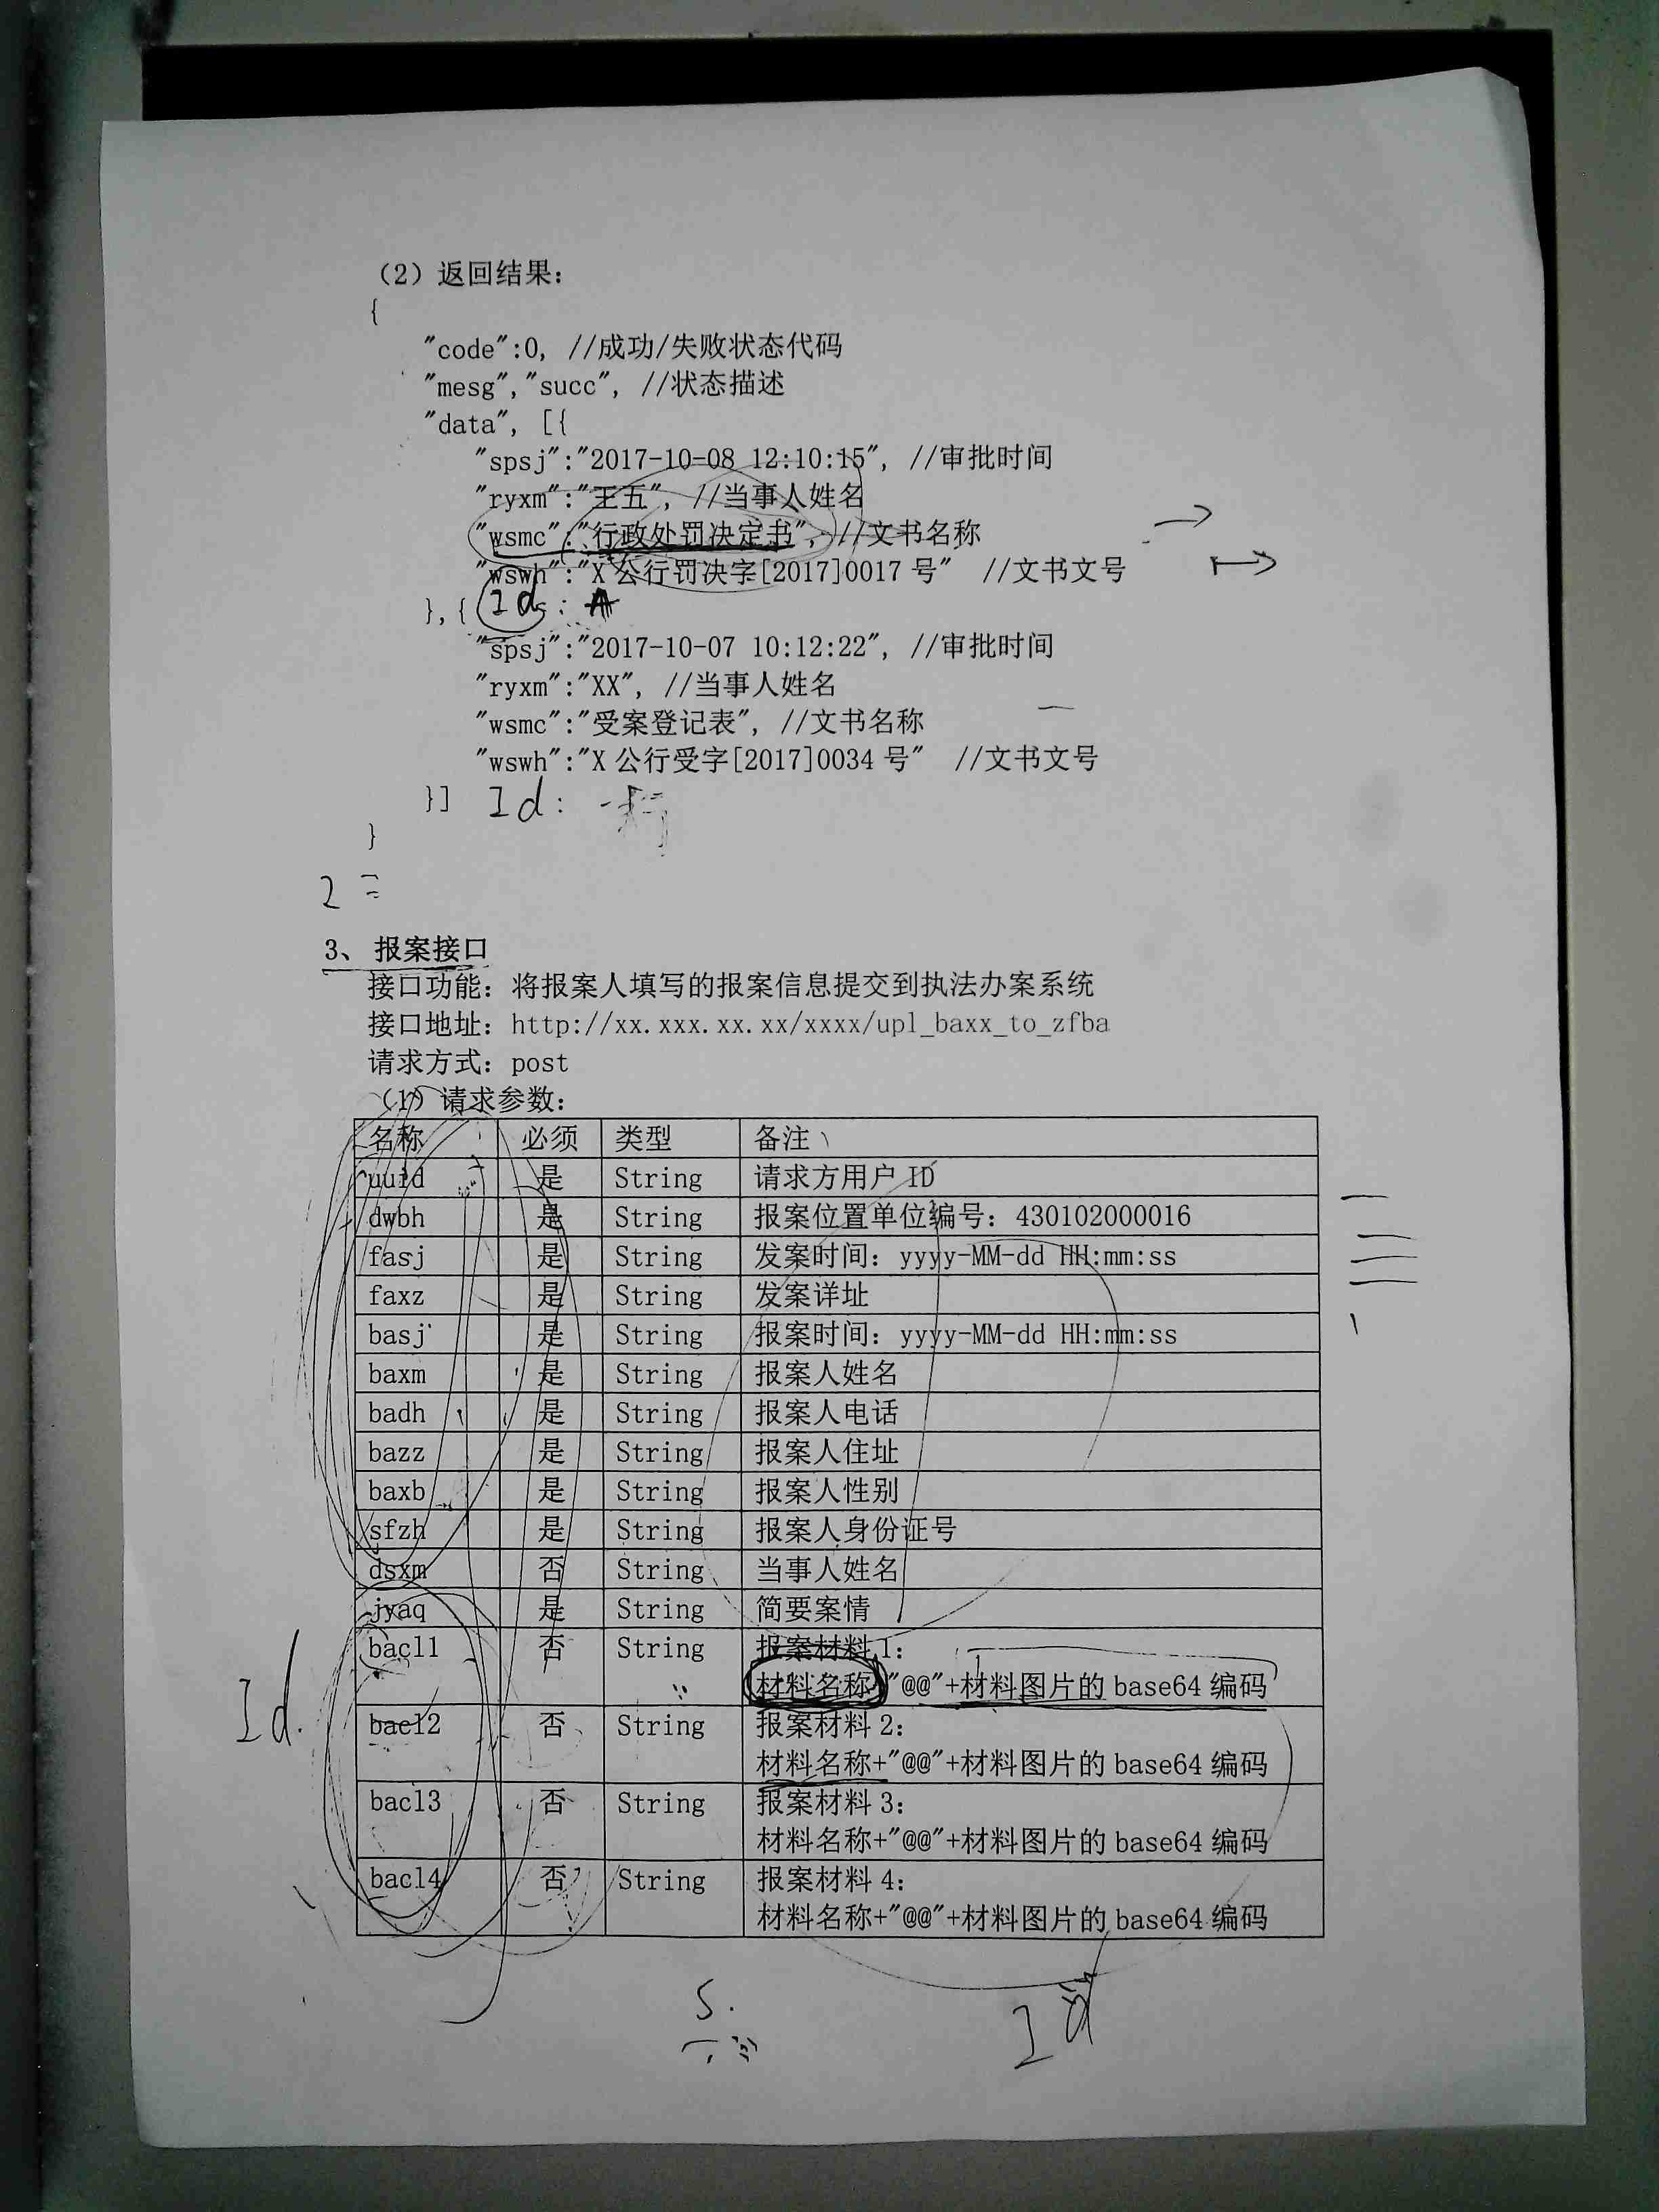 （2）返回结果：
{
"code":0, //成功/失败状态代码
"mesg","succ", //状态描述
"data", [{
"spsj":"2017-10-08 12:10:15", //审批时间
"ryxm":"王五", //当事人姓名
"wsmc":"行政处罚决定书", //文书名称
"wswh":"X公行罚决字[2017]0017号" //文书文号
},{ Id:
"spsj":"2017-10-07 10:12:22", //审批时间
"ryxm":"XX", //当事人姓名
"wsmc":"受案登记表", //文书名称
"wswh":"X公行受字[2017]0034号" //文书文号
}] Id:
}
2
3、报案接口
接口功能：将报案人填写的报案信息提交到执法办案系统
接口地址：http://xx.xxx.xx.xx/xxxx/upl_baxx_to_zfba
请求方式：post
（1）请求参数：
名称 必须 类型 备注
uuid 是 String 请求方用户 ID
dwbh 是 String 报案位置单位编号：430102000016
fasj 是 String 发案时间：yyyy-MM-dd HH:mm:ss
faxz 是 String 发案详址
basj 是 String 报案时间：yyyy-MM-dd HH:mm:ss
baxm 是 String 报案人姓名
badh 是 String 报案人电话
bazz 是 String 报案人住址
baxb 是 String 报案人性别
sfzh 是 String 报案人身份证号
dsxm 否 String 当事人姓名
jyaq 是 String 简要案情
bacl1 否 String 报案材料1：
材料名称+"@@"+材料图片的 base64 编码
Id.
bacl2 否 String 报案材料 2：
材料名称+"@@"+材料图片的 base64 编码
bacl3 否 String 报案材料 3：
材料名称+"@@"+材料图片的 base64 编码
bacl4 否 String 报案材料 4：
材料名称+"@@"+材料图片的 base64 编码
Id